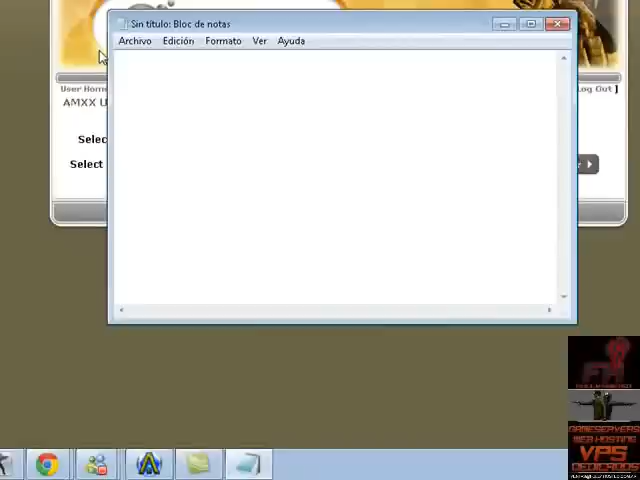 Sin título: Bloc de notas
Archivo Edición Formato Ver Ayuda
User Home
Log Out ]
AMXX U
Selec
Select
GAMESERVERS
WEB HOSTING
VPS
DEDICADOS